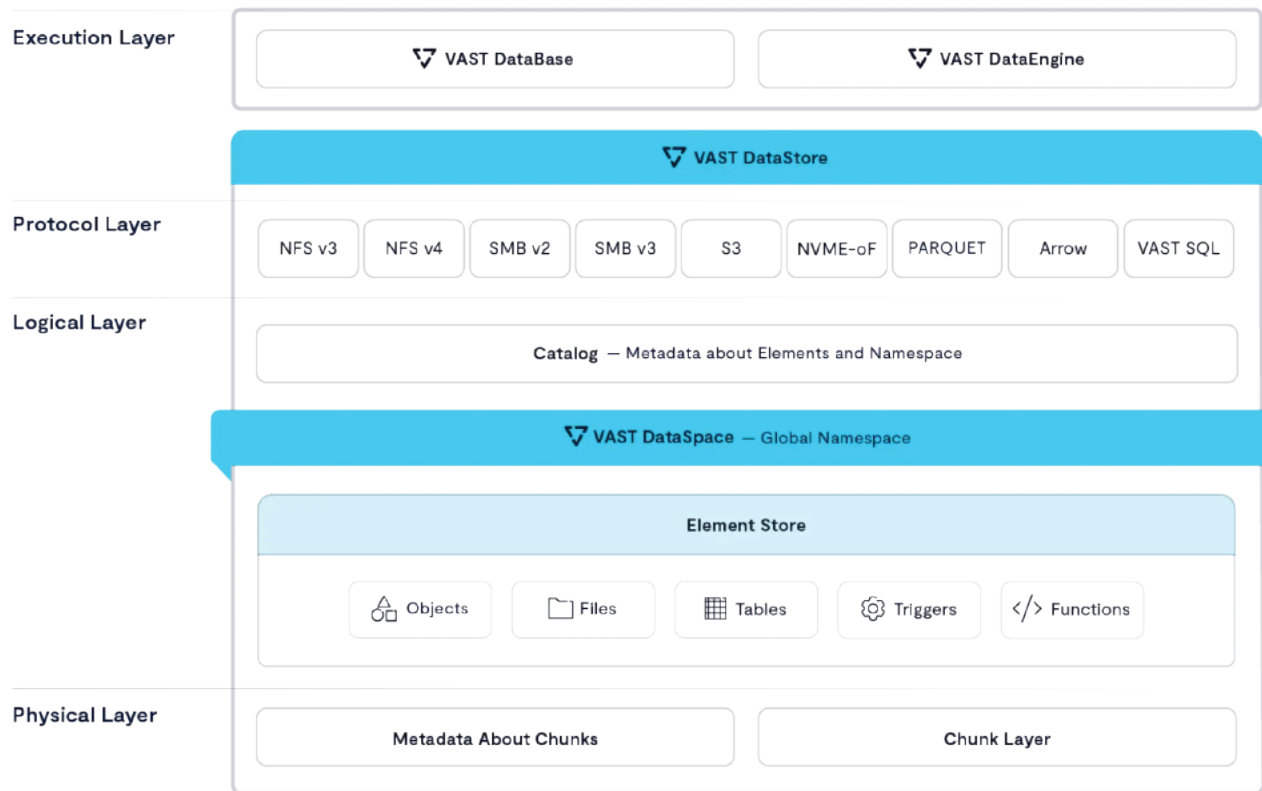 Execution Layer
VAST DataBase
VAST DataEngine
VAST DataStore
Protocol Layer
NFS v3
NFS v4
SMB v2
SMB v3
S3
NVME-oF
PARQUET
Arrow
VAST SQL
Logical Layer
Catalog — Metadata about Elements and Namespace
VAST DataSpace — Global Namespace
Element Store
Objects
Files
Tables
Triggers
Functions
Physical Layer
Metadata About Chunks
Chunk Layer